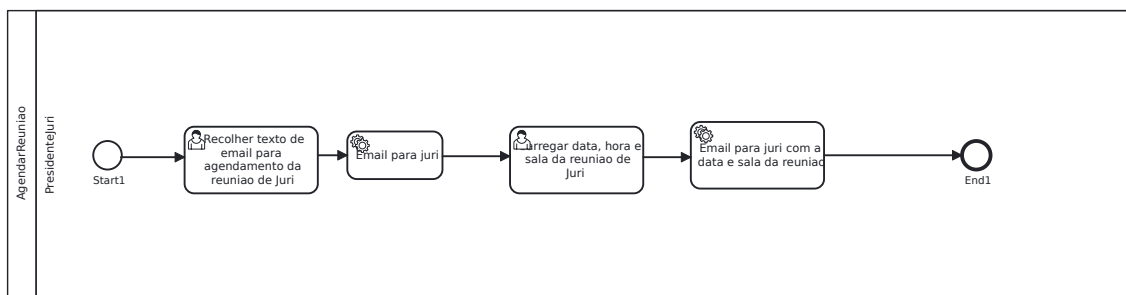 AgendarReuniao
PresidenteJuri
Start1
Recolher texto de
email para
agendamento da
reuniao de Juri
Email para juri
data, hora e
sala da reuniao de
Juri
Email para juri com a
data e sala da reuniao
End1